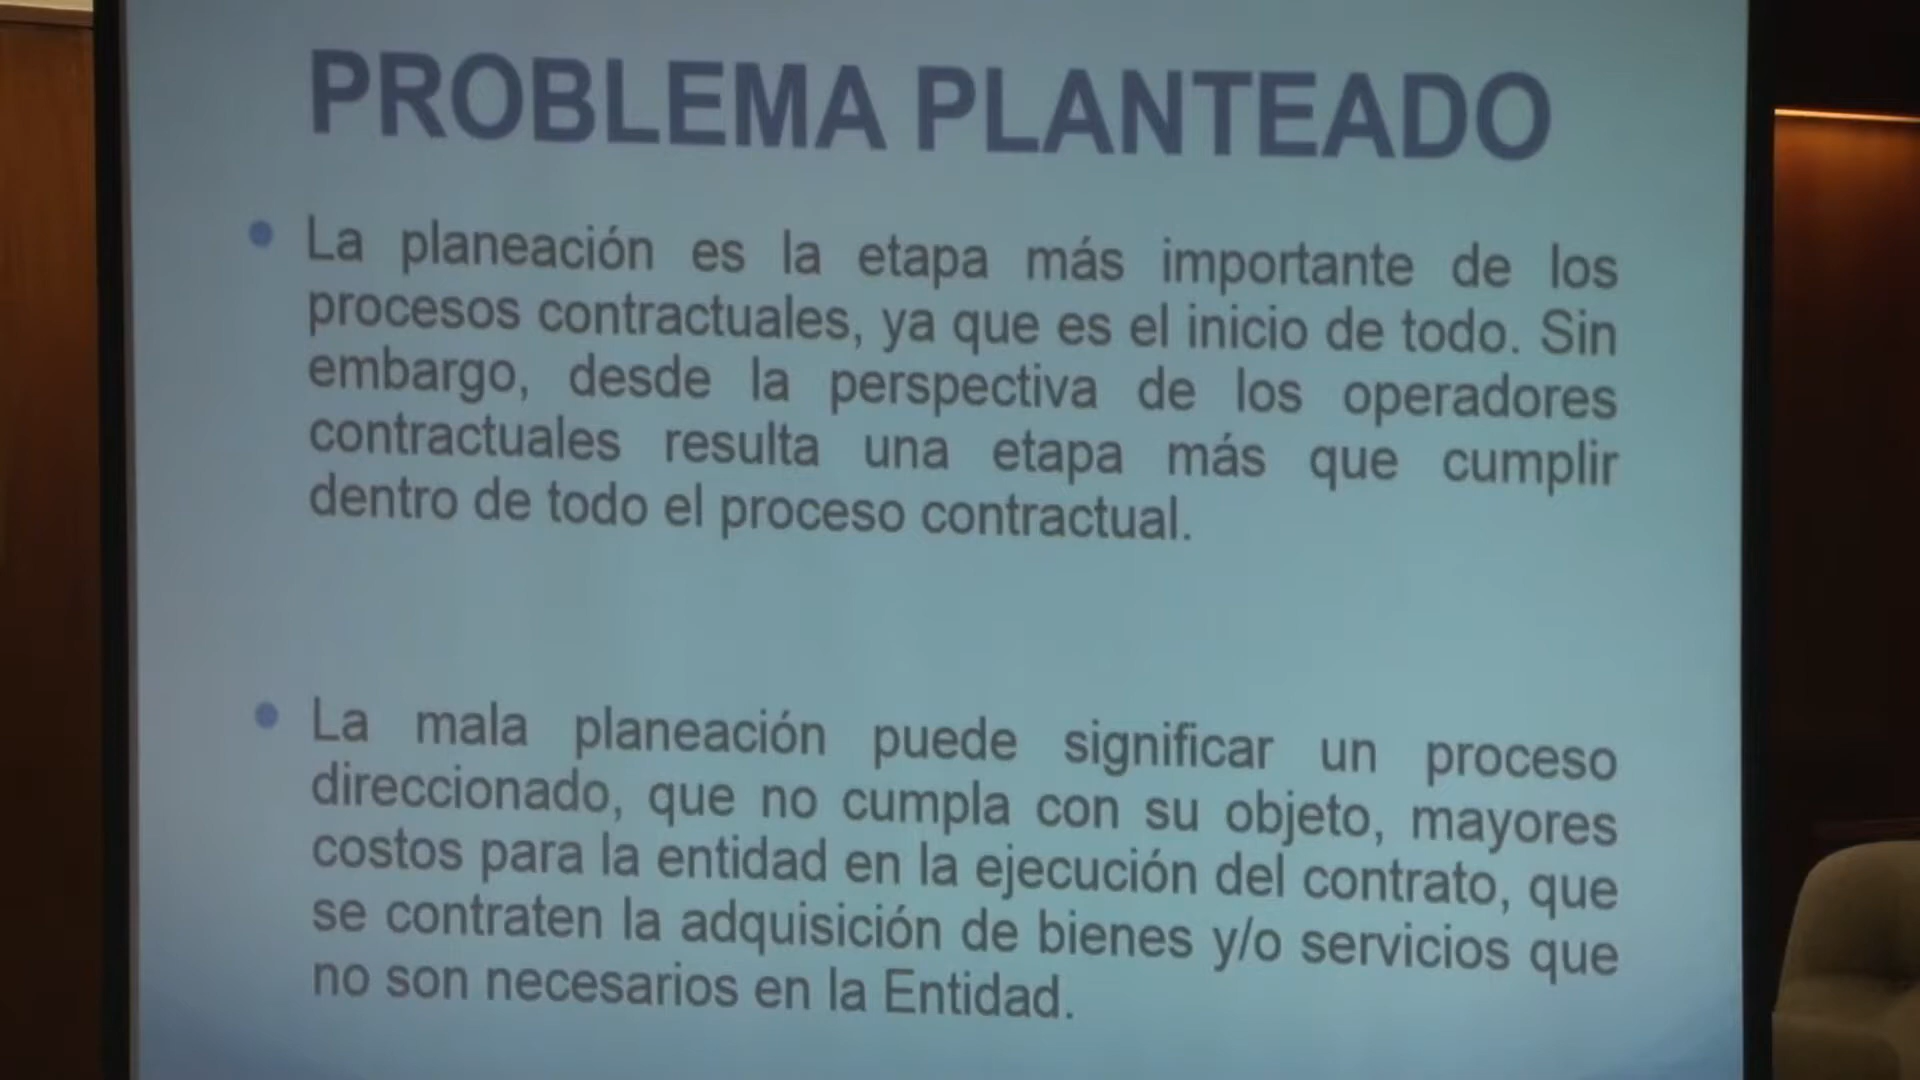 PROBLEMA PLANTEADO
• La planeación es la etapa más importante de los
procesos contractuales, ya que es el inicio de todo. Sin
embargo, desde la perspectiva de los operadores
contractuales resulta una etapa más que cumplir
dentro de todo el proceso contractual.
• La mala planeación puede significar un proceso
direccionado, que no cumpla con su objeto, mayores
costos para la entidad en la ejecución del contrato, que
se contraten la adquisición de bienes y/o servicios que
no son necesarios en la Entidad.